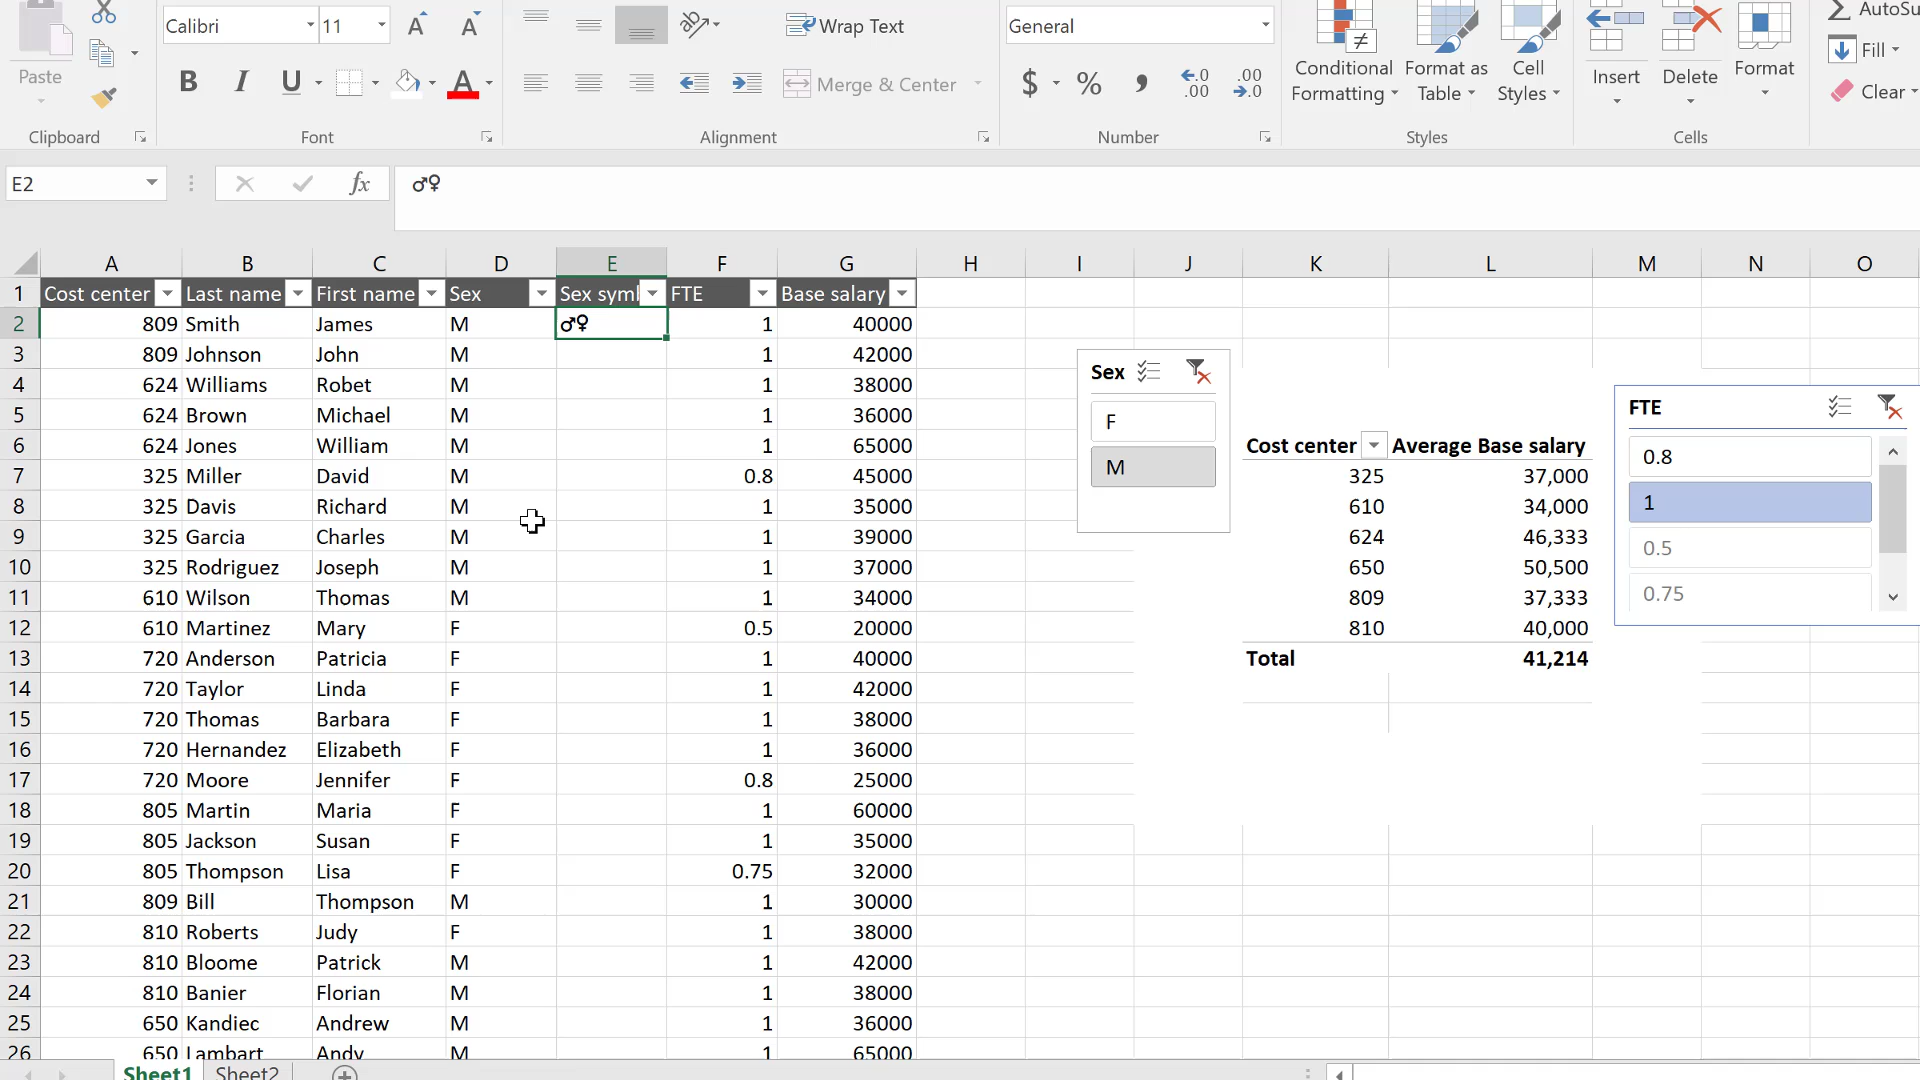 Calibri 11 Wrap Text General AutoSu
Paste B I U A Merge & Center $ % , Conditional Formatting Format as Table Cell Styles Insert Delete Format Fill Clear
Clipboard Font Alignment Number Styles Cells
E2 fx ♂♀
A B C D E F G H I J K L M N O
1 Cost center Last name First name Sex Sex symb FTE Base salary
2 809 Smith James M ♂♀ 1 40000
3 809 Johnson John M 1 42000
4 624 Williams Robet M 1 38000
5 624 Brown Michael M 1 36000
6 624 Jones William M 1 65000
7 325 Miller David M 0.8 45000
8 325 Davis Richard M 1 35000
9 325 Garcia Charles M 1 39000
10 325 Rodriguez Joseph M 1 37000
11 610 Wilson Thomas M 1 34000
12 610 Martinez Mary F 0.5 20000
13 720 Anderson Patricia F 1 40000
14 720 Taylor Linda F 1 42000
15 720 Thomas Barbara F 1 38000
16 720 Hernandez Elizabeth F 1 36000
17 720 Moore Jennifer F 0.8 25000
18 805 Martin Maria F 1 60000
19 805 Jackson Susan F 1 35000
20 805 Thompson Lisa F 0.75 32000
21 809 Bill Thompson M 1 30000
22 810 Roberts Judy F 1 38000
23 810 Bloome Patrick M 1 42000
24 810 Banier Florian M 1 38000
25 650 Kandiec Andrew M 1 36000
26 650 Lambart Andy M 1 65000
Sex
F
M
Cost center Average Base salary
325 37,000
610 34,000
624 46,333
650 50,500
809 37,333
810 40,000
Total 41,214
FTE
0.8
1
0.5
0.75
Sheet1 Sheet2